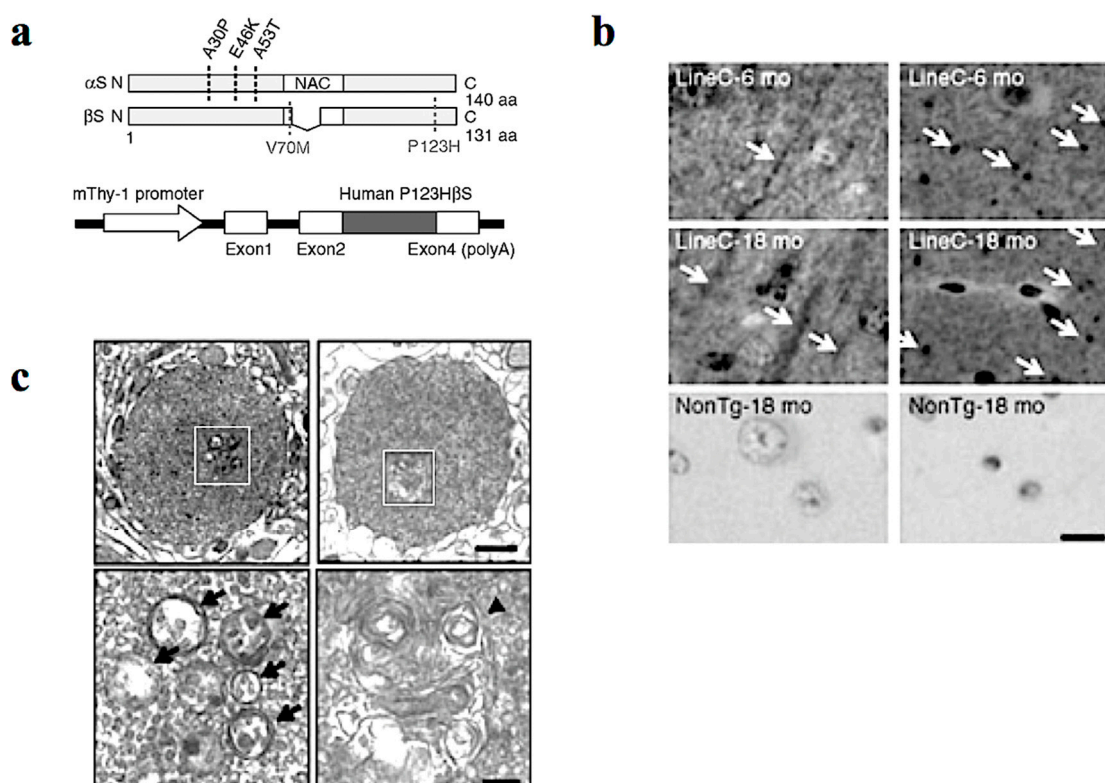 a
A30P
E46K
A53T
αS N NAC C
140 aa
βS N C
131 aa
1
V70M P123H
mThy-1 promoter Human P123HβS
Exon1 Exon2 Exon4 (polyA)
b
LineC-6 mo LineC-6 mo
LineC-18 mo LineC-18 mo
NonTg-18 mo NonTg-18 mo
c